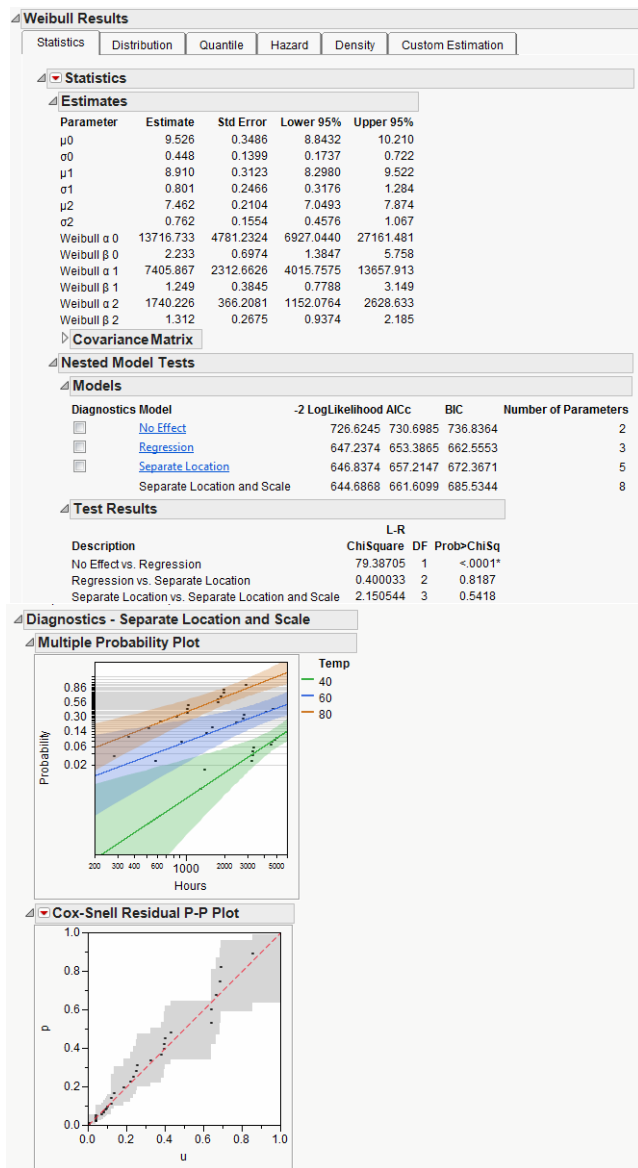 Weibull Results
Statistics Distribution Quantile Hazard Density Custom Estimation
Statistics
Estimates
Parameter Estimate Std Error Lower 95% Upper 95%
μ0 9.526 0.3486 8.8432 10.210
σ0 0.448 0.1399 0.1737 0.722
μ1 8.910 0.3123 8.2980 9.522
σ1 0.801 0.2466 0.3176 1.284
μ2 7.462 0.2104 7.0493 7.874
σ2 0.762 0.1554 0.4576 1.067
Weibull α 0 13716.733 4781.2324 6927.0440 27161.481
Weibull β 0 2.233 0.6974 1.3847 5.758
Weibull α 1 7405.867 2312.6626 4015.7575 13657.913
Weibull β 1 1.249 0.3845 0.7788 3.149
Weibull α 2 1740.226 366.2081 1152.0764 2628.633
Weibull β 2 1.312 0.2675 0.9374 2.185
Covariance Matrix
Nested Model Tests
Models
Diagnostics Model -2 LogLikelihood AICc BIC Number of Parameters
No Effect 726.6245 730.6985 736.8364 2
Regression 647.2374 653.3865 662.5553 3
Separate Location 646.8374 657.2147 672.3671 5
Separate Location and Scale 644.6868 661.6099 685.5344 8
Test Results
L-R
Description ChiSquare DF Prob>ChiSq
No Effect vs. Regression 79.38705 1 <.0001*
Regression vs. Separate Location 0.400033 2 0.8187
Separate Location vs. Separate Location and Scale 2.150544 3 0.5418
Diagnostics - Separate Location and Scale
Multiple Probability Plot
Temp
40
60
80
0.86
0.56
0.30
0.14
0.06
0.02
Probability
200 300 400 600 1000 2000 3000 5000
Hours
Cox-Snell Residual P-P Plot
1.0
0.8
0.6
0.4
0.2
0.0
p
0.0 0.2 0.4 0.6 0.8 1.0
u